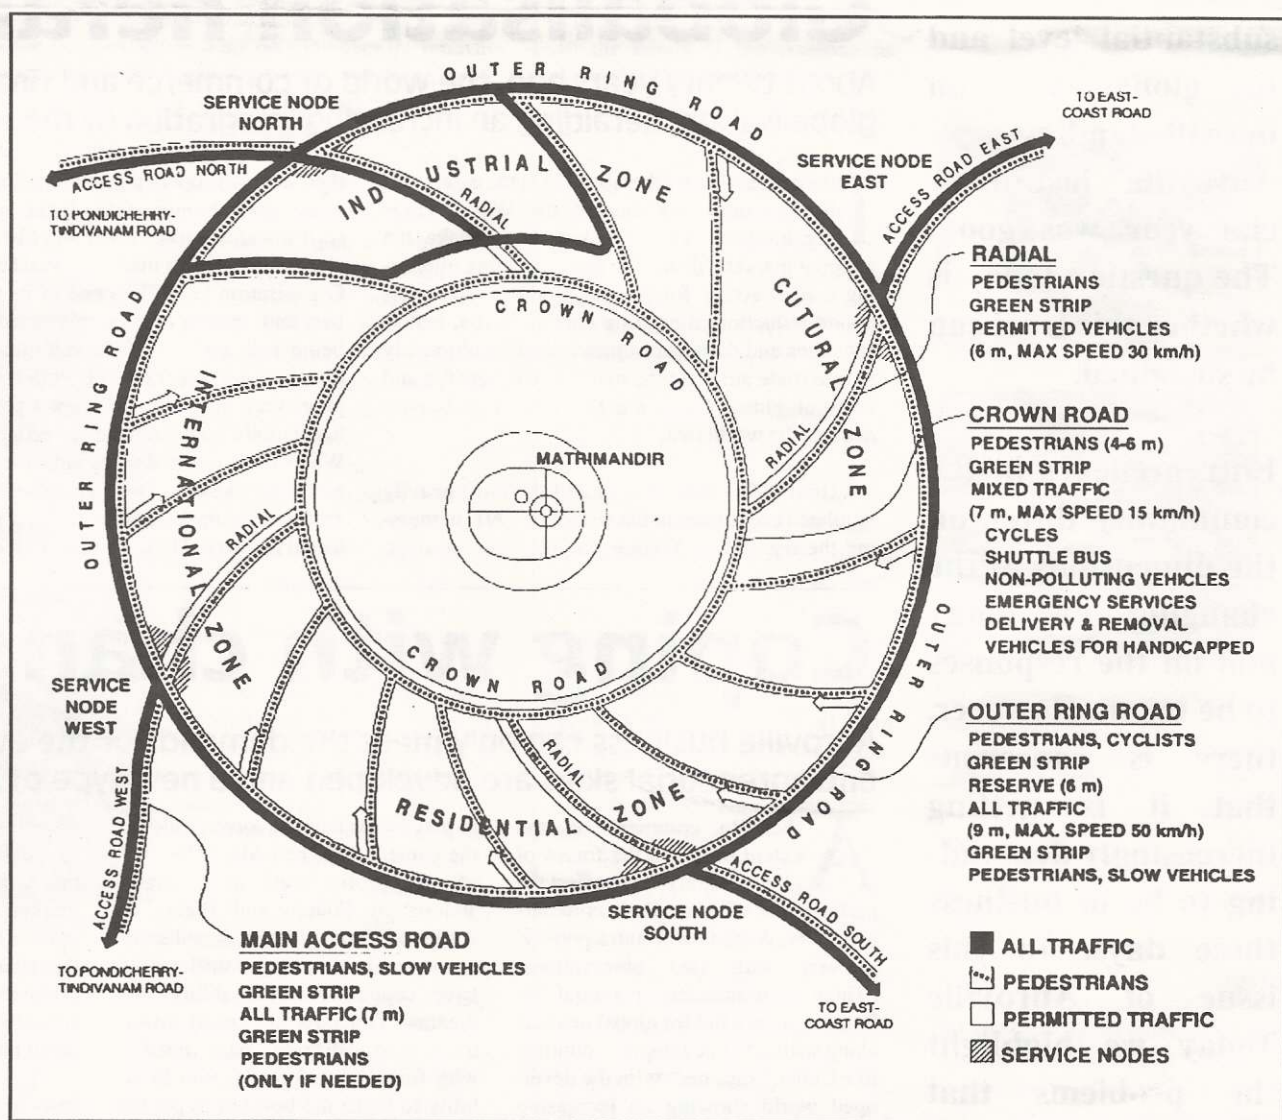 OUTER RING ROAD
SERVICE NODE
NORTH
TO EAST-
COAST ROAD
ACCESS ROAD NORTH
TO PONDICHERRY-
TINDIVANAM ROAD
INDUSTRIAL ZONE
RADIAL
SERVICE NODE
EAST
ACCESS ROAD EAST
CROWN ROAD
CUTURAL ZONE
RADIAL
OUTER RING ROAD
INTERNATIONAL ZONE
RADIAL
MATRIMANDIR
RADIAL
PEDESTRIANS
GREEN STRIP
PERMITTED VEHICLES
(6 m, MAX SPEED 30 km/h)
CROWN ROAD
PEDESTRIANS (4-6 m)
GREEN STRIP
MIXED TRAFFIC
(7 m, MAX SPEED 15 km/h)
CYCLES
SHUTTLE BUS
NON-POLLUTING VEHICLES
EMERGENCY SERVICES
DELIVERY & REMOVAL
VEHICLES FOR HANDICAPPED
OUTER RING ROAD
PEDESTRIANS, CYCLISTS
GREEN STRIP
RESERVE (6 m)
ALL TRAFFIC
(9 m, MAX. SPEED 50 km/h)
GREEN STRIP
PEDESTRIANS, SLOW VEHICLES
CROWN ROAD
OUTER RING ROAD
SERVICE
NODE
WEST
RADIAL
RESIDENTIAL ZONE
ACCESS ROAD WEST
SERVICE NODE
SOUTH
ACCESS ROAD SOUTH
TO PONDICHERRY-
TINDIVANAM ROAD
TO EAST-
COAST ROAD
MAIN ACCESS ROAD
PEDESTRIANS, SLOW VEHICLES
GREEN STRIP
ALL TRAFFIC (7 m)
GREEN STRIP
PEDESTRIANS
(ONLY IF NEEDED)
ALL TRAFFIC
PEDESTRIANS
PERMITTED TRAFFIC
SERVICE NODES